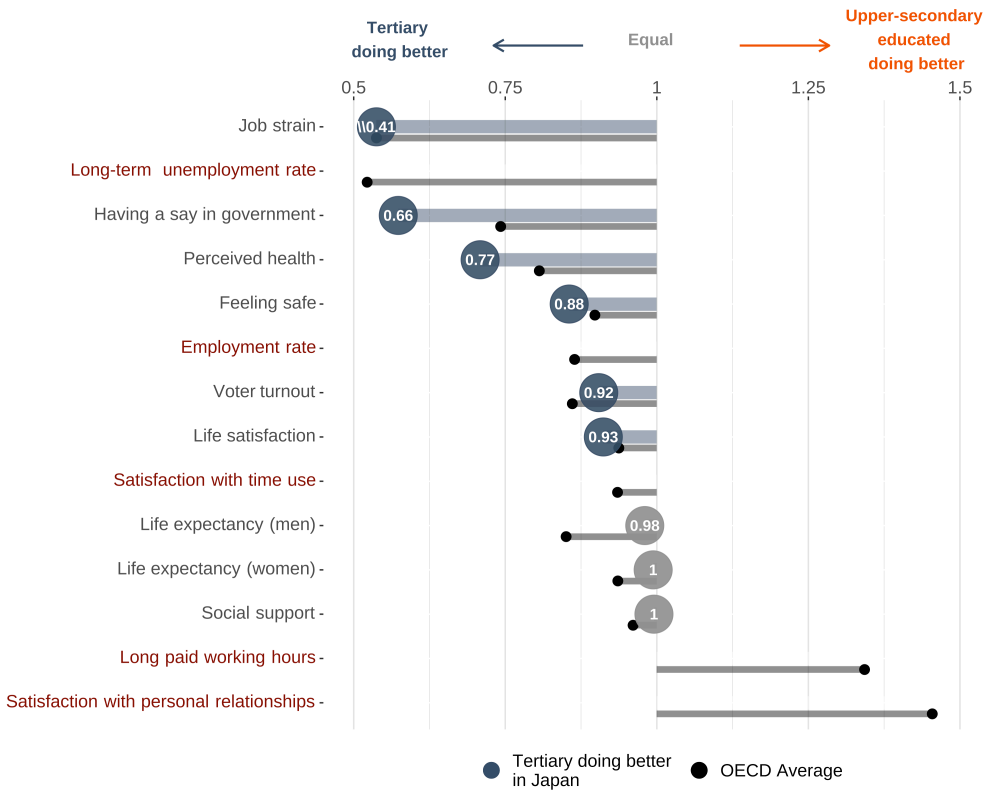 Tertiary
doing better
Equal
Upper-secondary
educated
doing better
0.5 0.75 1 1.25 1.5
Job strain - \\0.41
Long-term unemployment rate -
Having a say in government - 0.66
Perceived health - 0.77
Feeling safe - 0.88
Employment rate -
Voter turnout - 0.92
Life satisfaction - 0.93
Satisfaction with time use -
Life expectancy (men) - 0.98
Life expectancy (women) - 1
Social support - 1
Long paid working hours -
Satisfaction with personal relationships -
Tertiary doing better
in Japan
OECD Average